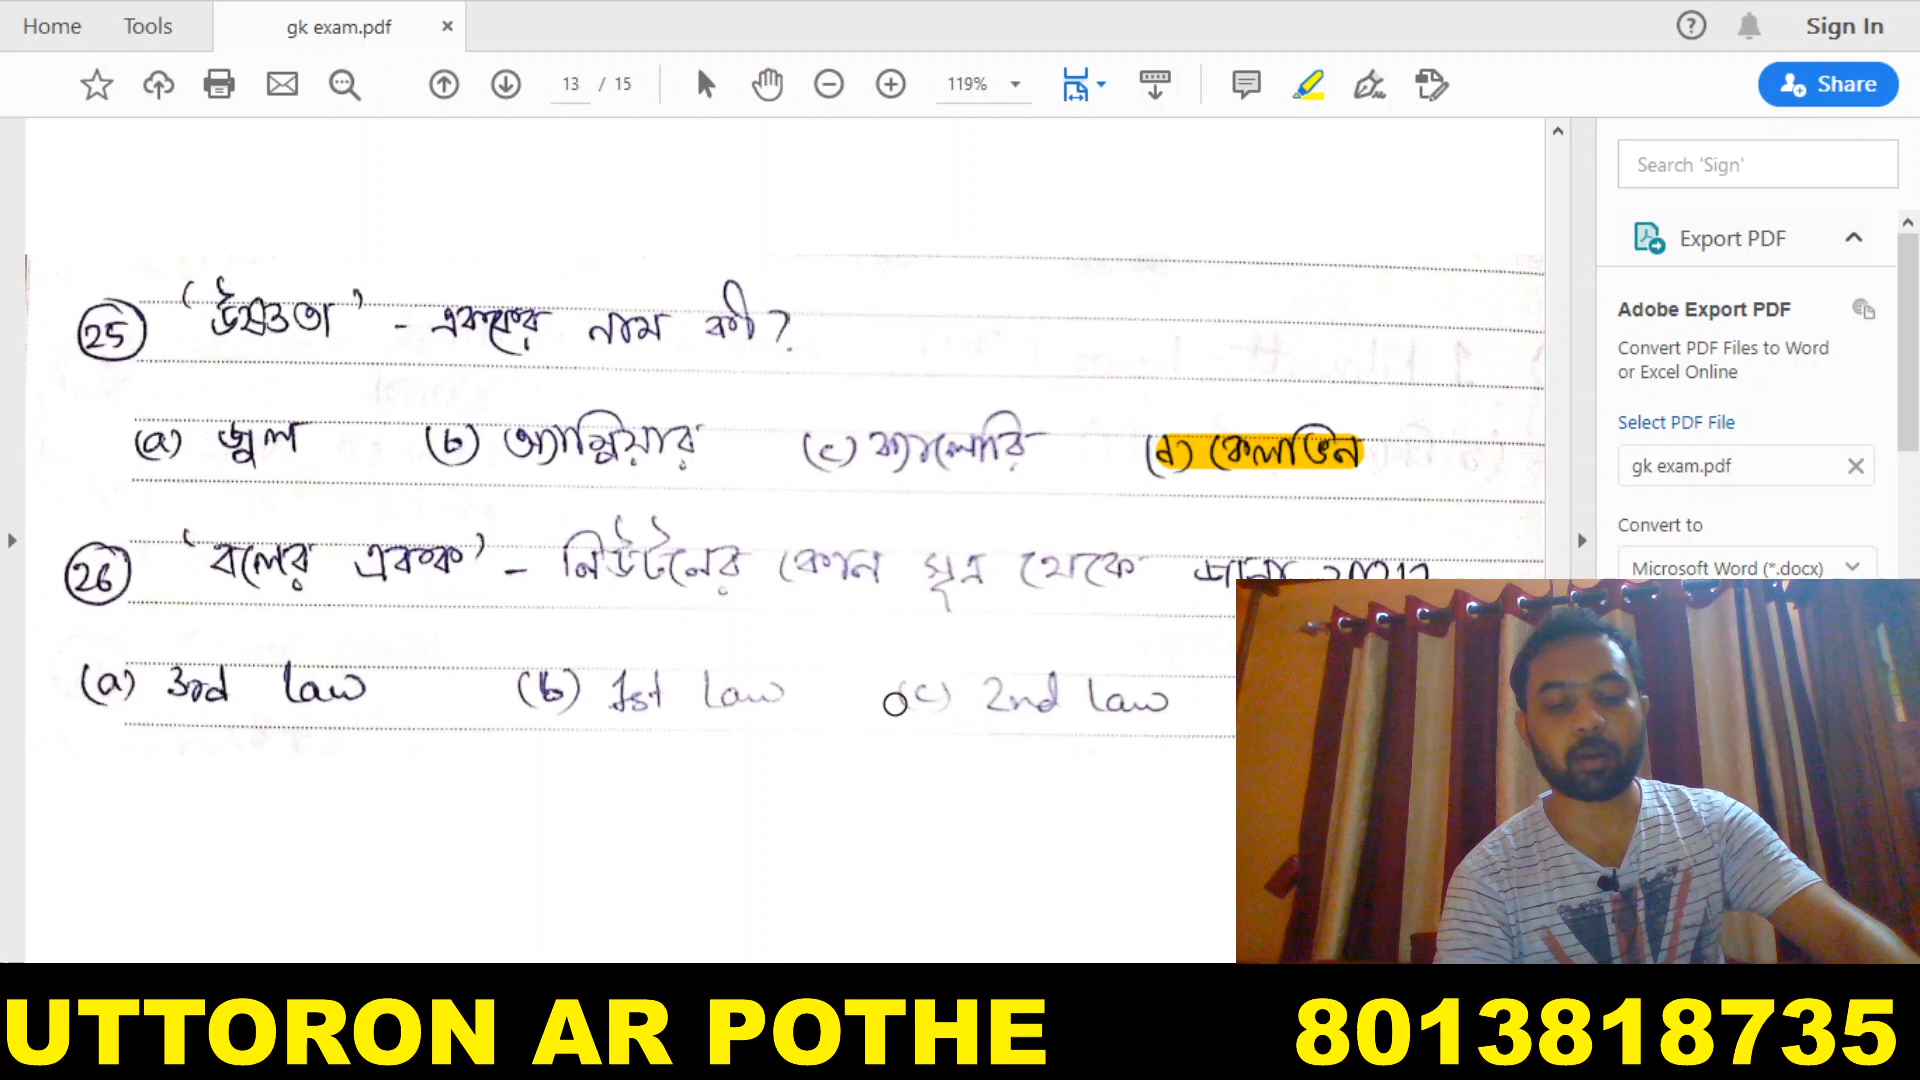 Home Tools gk exam.pdf × Sign In
13 / 15 119% Share
Search 'Sign'
Export PDF
Adobe Export PDF
Convert PDF Files to Word
or Excel Online
Select PDF File
gk exam.pdf
Convert to
Microsoft Word (*.docx)
25 'উষ্ণতা' - এককের নাম কী?
(a) জুল (b) অ্যাম্পিয়ার (c) ক্যালোরি (d) কেলভিন
26 'বলের একক' - নিউটনের কোন সূত্র থেকে
(a) 3rd law (b) 1st law (c) 2nd law
UTTORON AR POTHE 8013818735